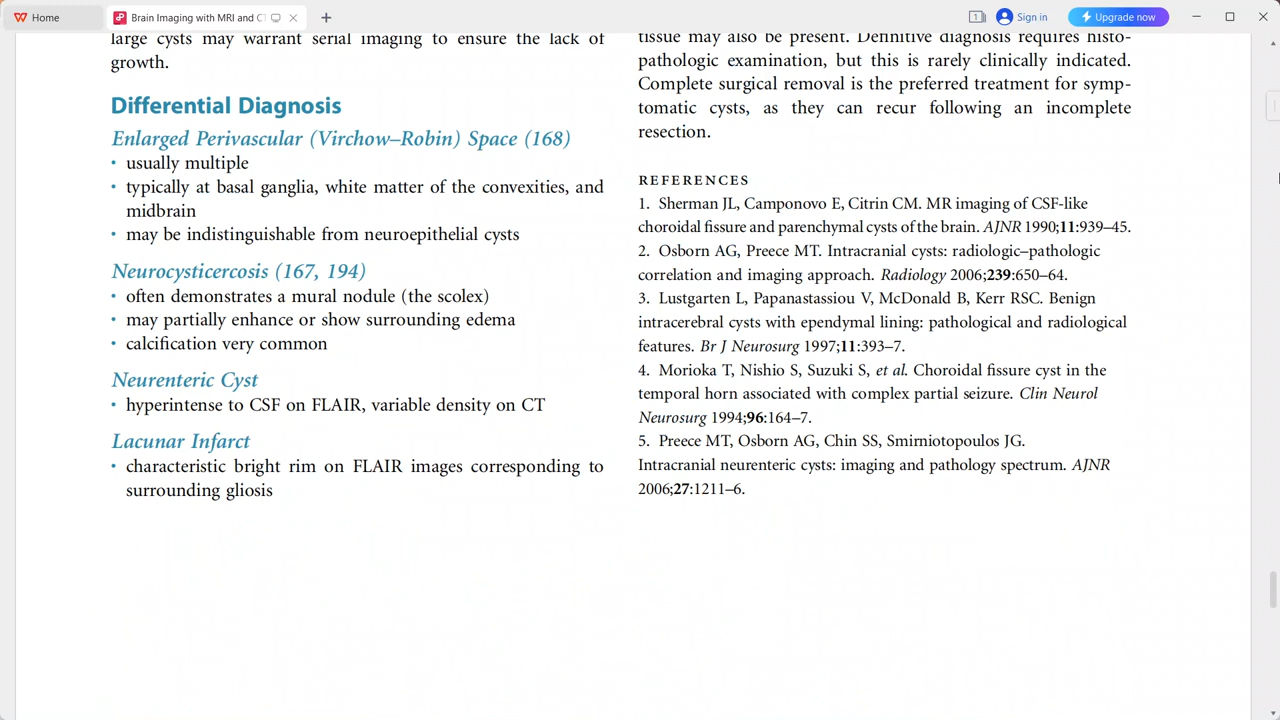 Home
Brain Imaging with MRI and C
1
Sign in
Upgrade now
large cysts may warrant serial imaging to ensure the lack of
growth.
Differential Diagnosis
Enlarged Perivascular (Virchow–Robin) Space (168)
• usually multiple
• typically at basal ganglia, white matter of the convexities, and
midbrain
• may be indistinguishable from neuroepithelial cysts
Neurocysticercosis (167, 194)
• often demonstrates a mural nodule (the scolex)
• may partially enhance or show surrounding edema
• calcification very common
Neurenteric Cyst
• hyperintense to CSF on FLAIR, variable density on CT
Lacunar Infarct
• characteristic bright rim on FLAIR images corresponding to
surrounding gliosis
tissue may also be present. Definitive diagnosis requires histo-
pathologic examination, but this is rarely clinically indicated.
Complete surgical removal is the preferred treatment for symp-
tomatic cysts, as they can recur following an incomplete
resection.
REFERENCES
1. Sherman JL, Camponovo E, Citrin CM. MR imaging of CSF-like
choroidal fissure and parenchymal cysts of the brain. AJNR 1990;11:939–45.
2. Osborn AG, Preece MT. Intracranial cysts: radiologic–pathologic
correlation and imaging approach. Radiology 2006;239:650–64.
3. Lustgarten L, Papanastassiou V, McDonald B, Kerr RSC. Benign
intracerebral cysts with ependymal lining: pathological and radiological
features. Br J Neurosurg 1997;11:393–7.
4. Morioka T, Nishio S, Suzuki S, et al. Choroidal fissure cyst in the
temporal horn associated with complex partial seizure. Clin Neurol
Neurosurg 1994;96:164–7.
5. Preece MT, Osborn AG, Chin SS, Smirniotopoulos JG.
Intracranial neurenteric cysts: imaging and pathology spectrum. AJNR
2006;27:1211–6.